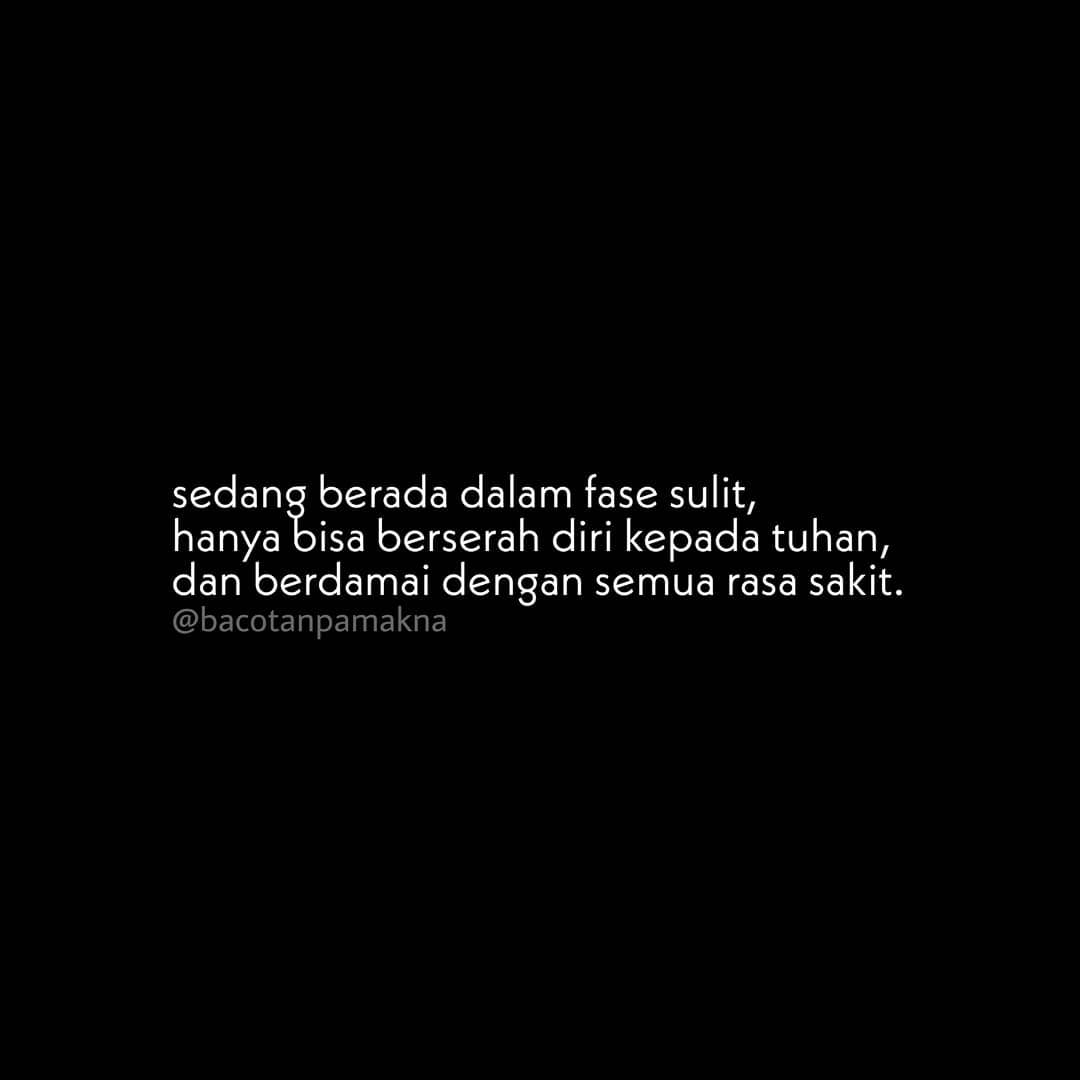 sedang berada dalam fase sulit,
hanya bisa berserah diri kepada tuhan,
dan berdamai dengan semua rasa sakit.
@bacotanpamakna